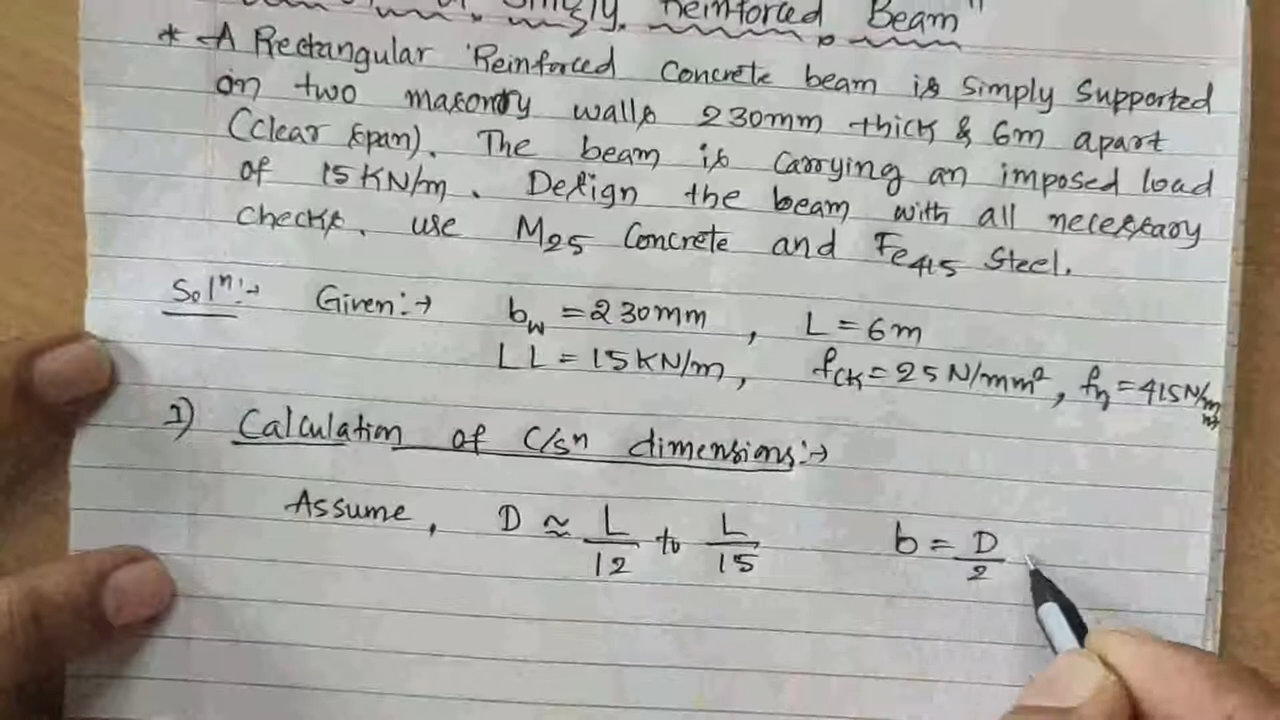 Singly Reinforced Beam"
* A Rectangular Reinforced Concrete beam is Simply Supported
on two masonry walls 230mm thick & 6m apart
(Clear Span). The beam is Carrying an imposed load
of 15 KN/m. Design the beam with all necessary
Checks. use M25 Concrete and Fe415 Steel.
Solⁿ:→ Given:→ bw = 230mm, L = 6m
LL = 15KN/m, fck = 25 N/mm², fy = 415N/mm²
1) Calculation of C/sⁿ dimensions:→
Assume, D ≈ L/12 to L/15 b = D/2